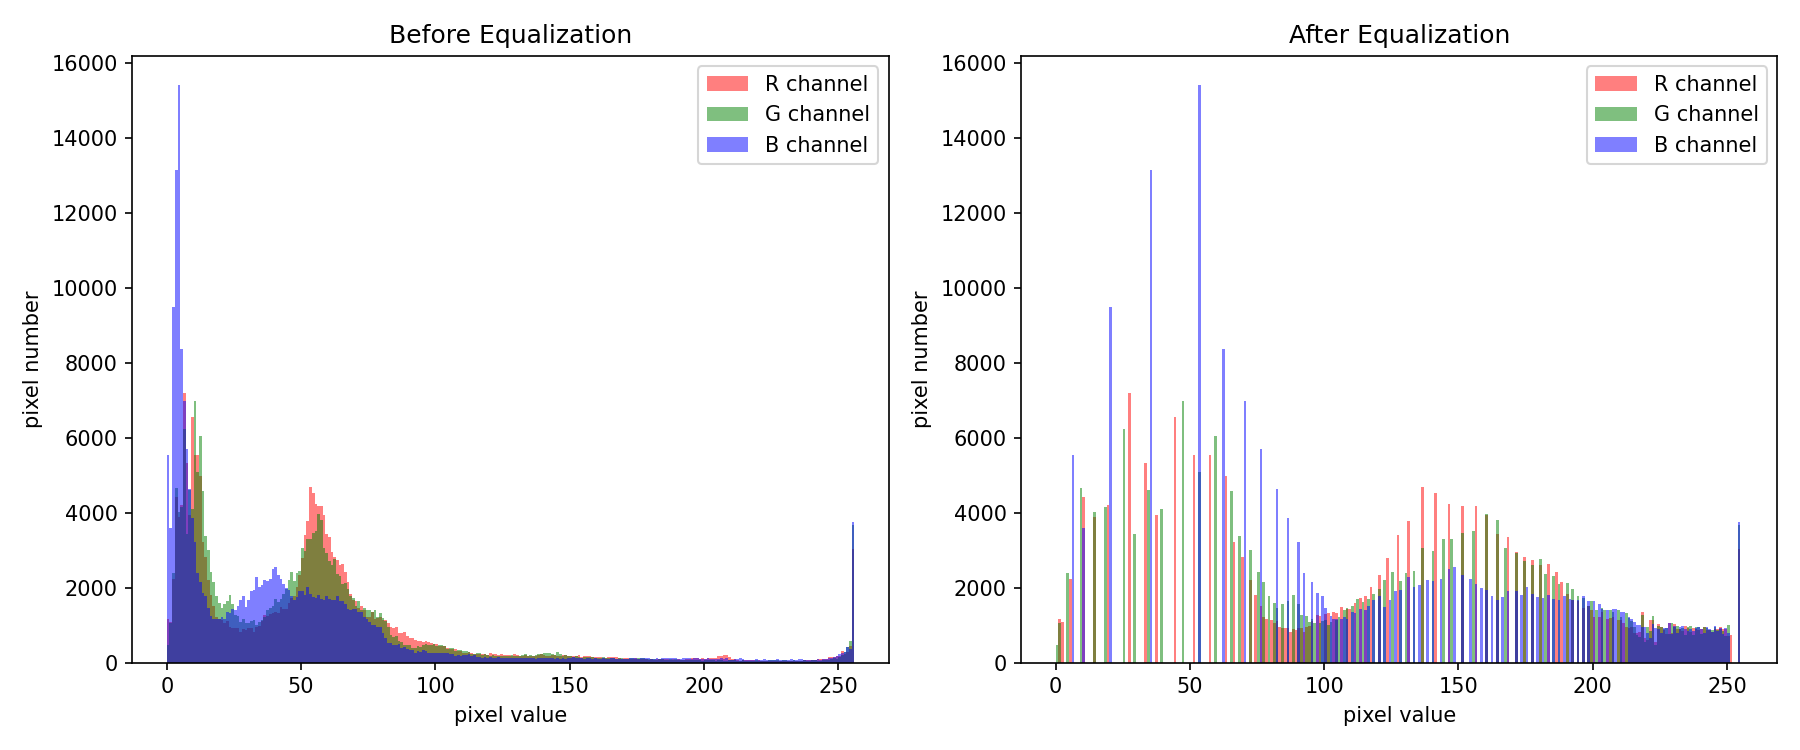 Before Equalization
16000
14000
12000
10000
8000
6000
4000
2000
0
pixel number
R channel
G channel
B channel
0 50 100 150 200 250
pixel value
After Equalization
16000
14000
12000
10000
8000
6000
4000
2000
0
pixel number
R channel
G channel
B channel
0 50 100 150 200 250
pixel value